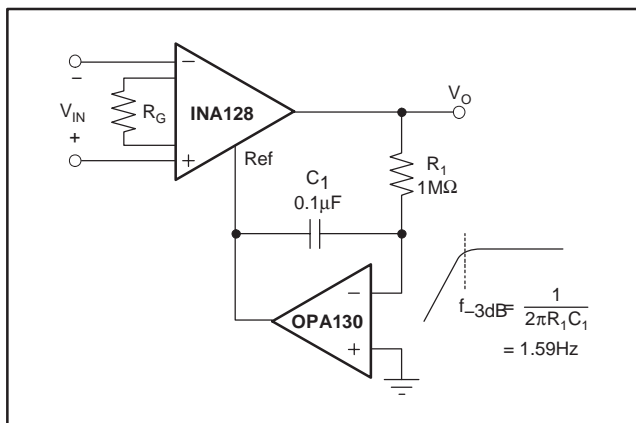 −
V_IN
+
R_G
−
INA128
+
Ref
V_O
R_1
1MΩ
C_1
0.1µF
−
OPA130
+
f_−3dB = 1 / 2πR_1C_1
= 1.59Hz